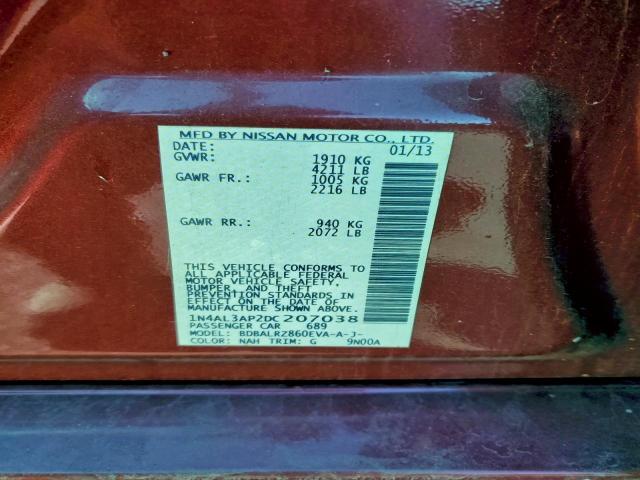 MFD BY NISSAN MOTOR CO., LTD.
DATE: 01/13
GVWR: 1910 KG
4211 LB
GAWR FR.: 1005 KG
2216 LB
GAWR RR.: 940 KG
2072 LB
THIS VEHICLE CONFORMS TO
ALL APPLICABLE FEDERAL
MOTOR VEHICLE SAFETY,
BUMPER, AND THEFT
PREVENTION STANDARDS IN
EFFECT ON THE DATE OF
MANUFACTURE SHOWN ABOVE.
1N4AL3AP2DC207038
PASSENGER CAR 689
MODEL: BDBALRZ860EVA-A-J-
COLOR: NAH TRIM: G 9N00A